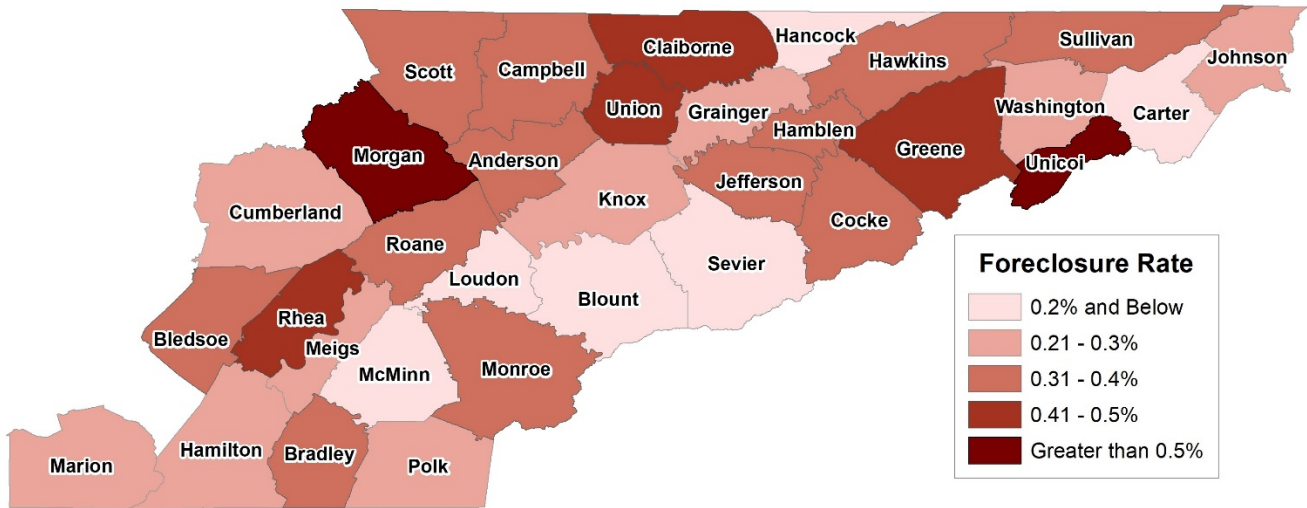 Hancock
Claiborne
Sullivan
Johnson
Scott
Campbell
Hawkins
Union
Grainger
Washington
Carter
Hamblen
Morgan
Anderson
Greene
Unicoi
Jefferson
Knox
Cumberland
Cocke
Roane
Sevier
Loudon
Blount
Rhea
Bledsoe
Meigs
McMinn
Monroe
Hamilton
Bradley
Marion
Polk
Foreclosure Rate
0.2% and Below
0.21 - 0.3%
0.31 - 0.4%
0.41 - 0.5%
Greater than 0.5%